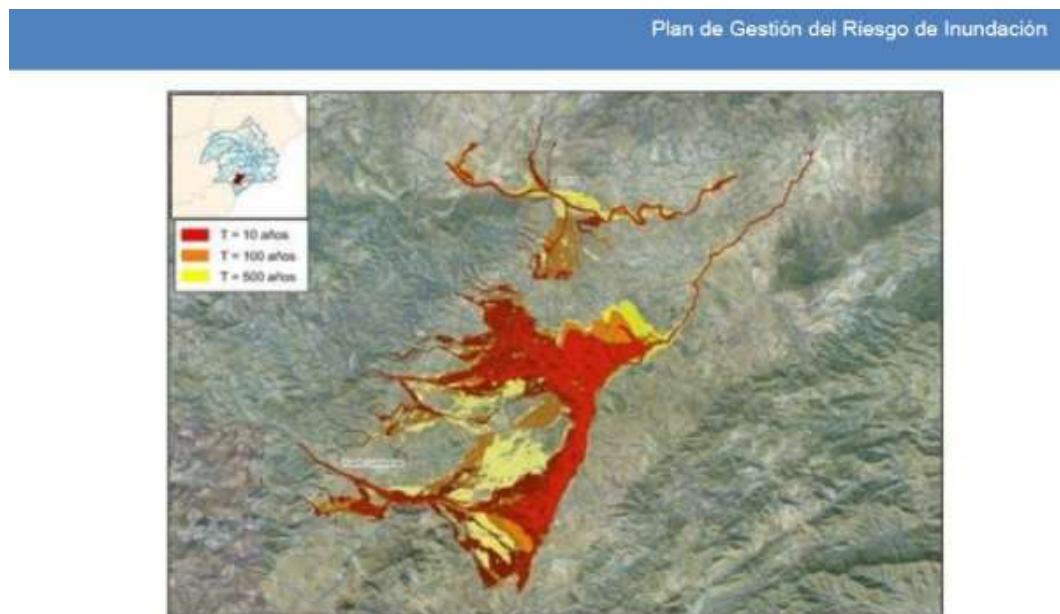 Plan de Gestión del Riesgo de Inundación
T = 10 años
T = 100 años
T = 500 años